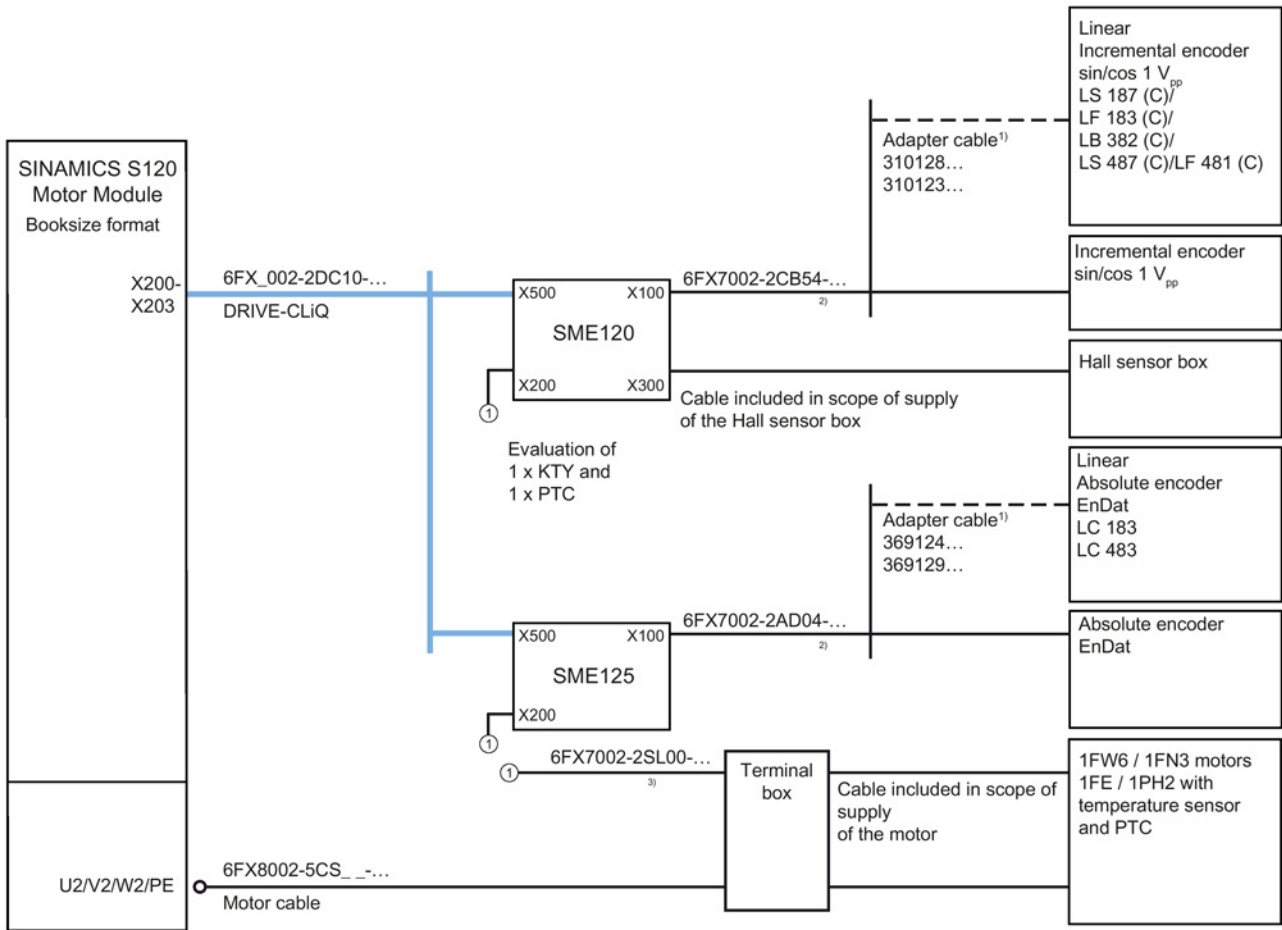 SINAMICS S120
Motor Module
Booksize format
X200-
X203
U2/V2/W2/PE
6FX_002-2DC10-...
DRIVE-CLiQ
X500
X100
SME120
X200
X300
①
Evaluation of
1 x KTY and
1 x PTC
6FX7002-2CB54-...
2)
Adapter cable1)
310128...
310123...
Linear
Incremental encoder
sin/cos 1 Vpp
LS 187 (C)/
LF 183 (C)/
LB 382 (C)/
LS 487 (C)/LF 481 (C)
Incremental encoder
sin/cos 1 Vpp
Cable included in scope of supply
of the Hall sensor box
Hall sensor box
X500
X100
SME125
X200
①
6FX7002-2AD04-...
2)
Adapter cable1)
369124...
369129...
Linear
Absolute encoder
EnDat
LC 183
LC 483
Absolute encoder
EnDat
①
6FX7002-2SL00-...
3)
Terminal
box
Cable included in scope of
supply
of the motor
1FW6 / 1FN3 motors
1FE / 1PH2 with
temperature sensor
and PTC
6FX8002-5CS_ _-...
Motor cable